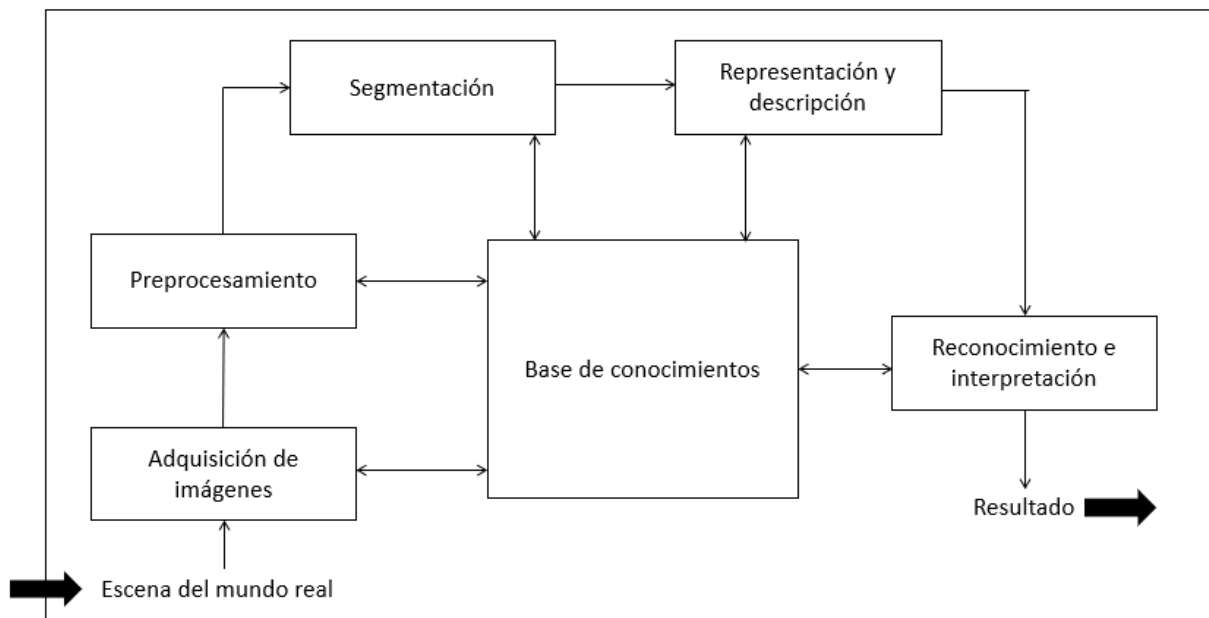 Segmentación
Representación y
descripción
Preprocesamiento
Base de conocimientos
Reconocimiento e
interpretación
Adquisición de
imágenes
Resultado
Escena del mundo real